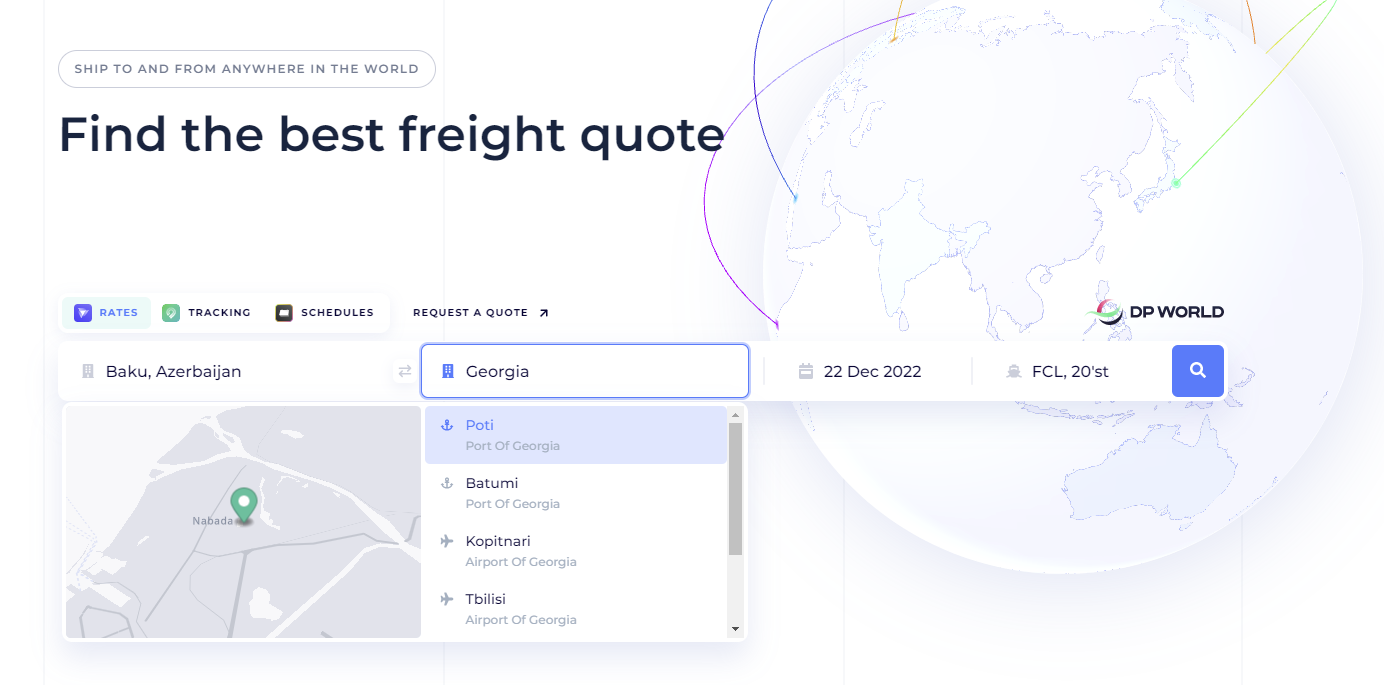 SHIP TO AND FROM ANYWHERE IN THE WORLD
Find the best freight quote
RATES
TRACKING
SCHEDULES
REQUEST A QUOTE
DP WORLD
Baku, Azerbaijan
Georgia
22 Dec 2022
FCL, 20'st
Nabada
Poti
Port Of Georgia
Batumi
Port Of Georgia
Kopitnari
Airport Of Georgia
Tbilisi
Airport Of Georgia